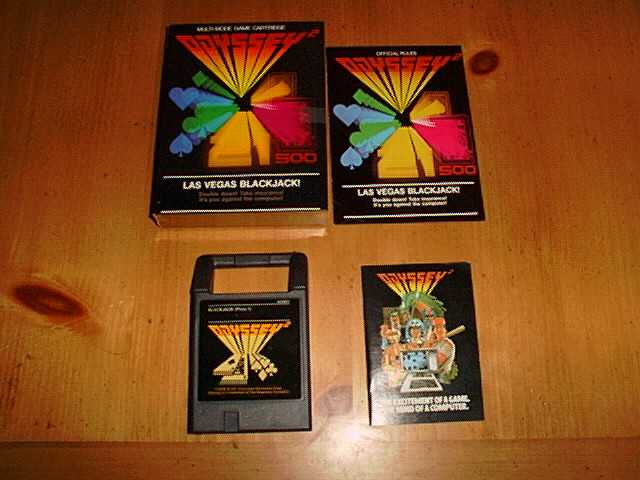 MULTI-MODE GAME CARTRIDGE
ODYSSEY²
500
LAS VEGAS BLACKJACK!
Double down! Take insurance!
It's you against the computer!
OFFICIAL RULES
ODYSSEY²
500
LAS VEGAS BLACKJACK!
Double down! Take insurance!
It's you against the computer!
ODYSSEY²
ODYSSEY²
EXCITEMENT OF A GAME.
MIND OF A COMPUTER.